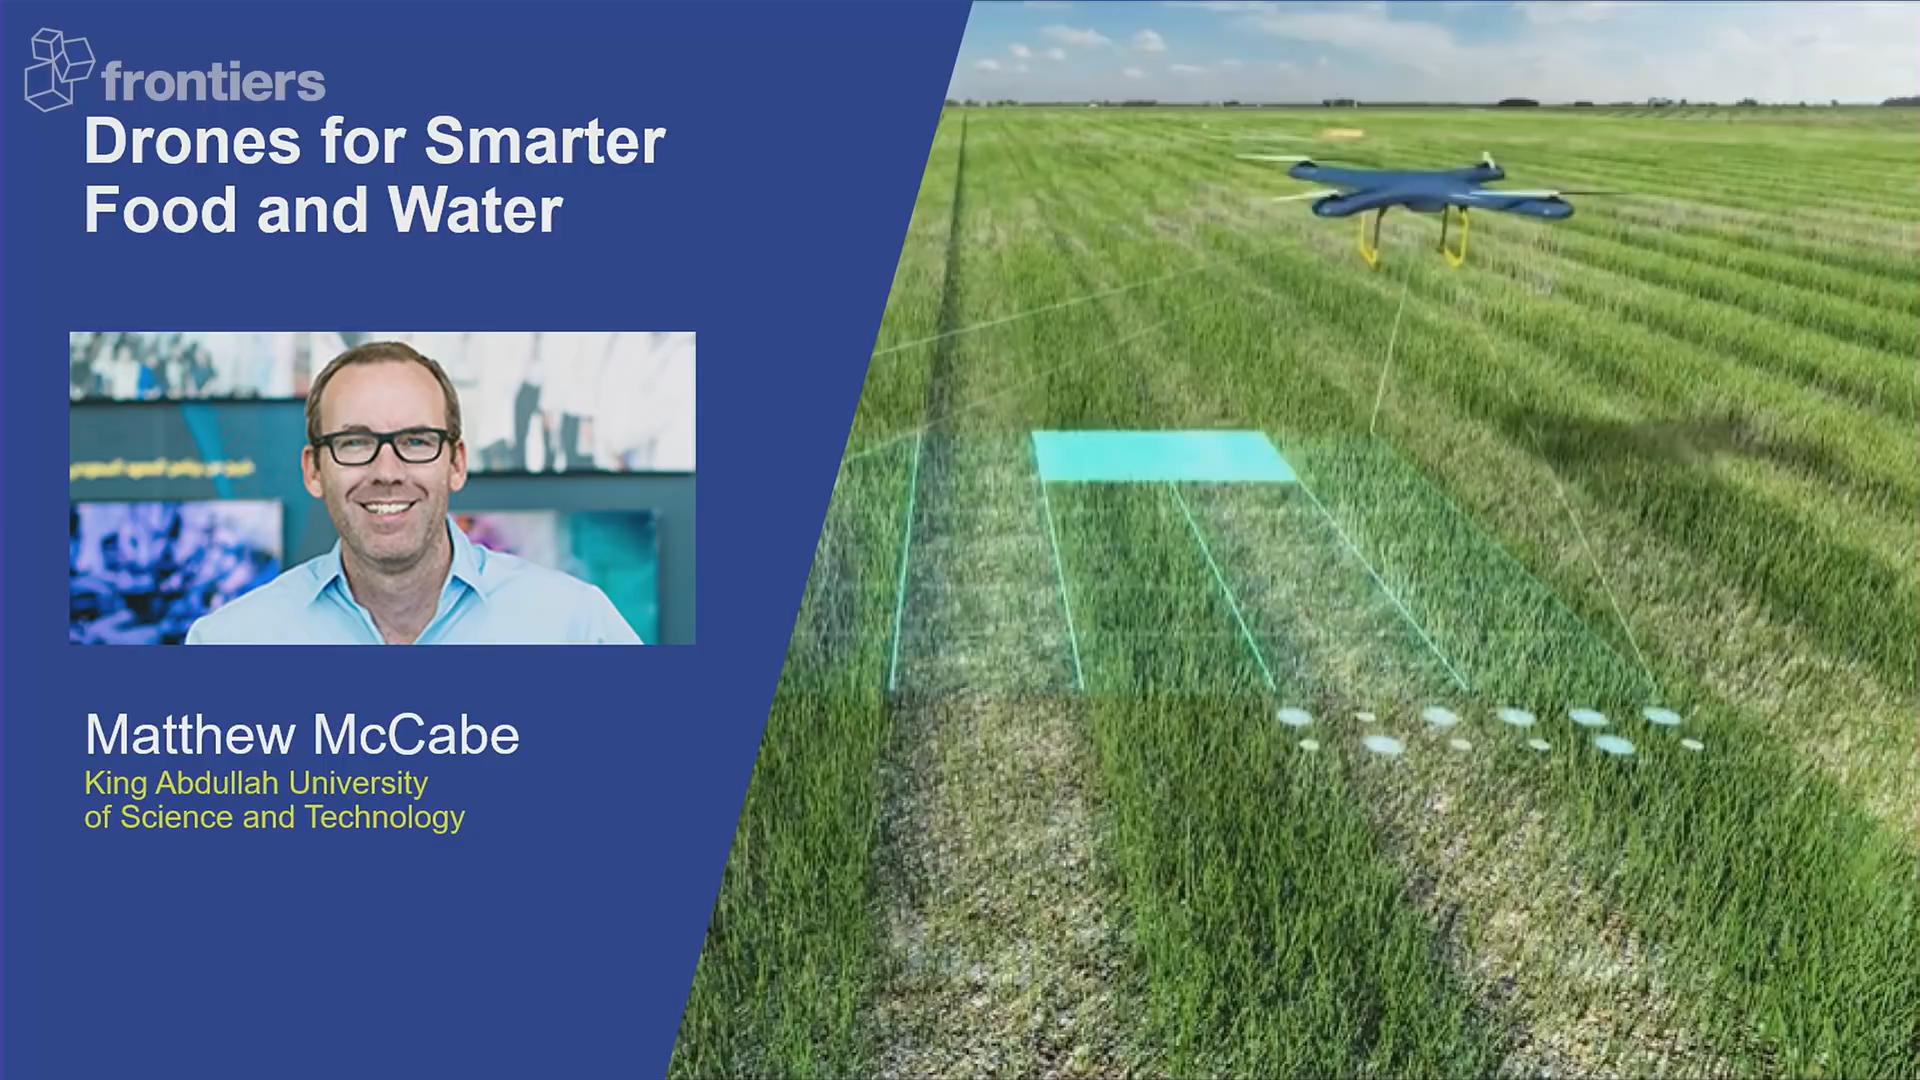 frontiers
Drones for Smarter
Food and Water
Matthew McCabe
King Abdullah University
of Science and Technology